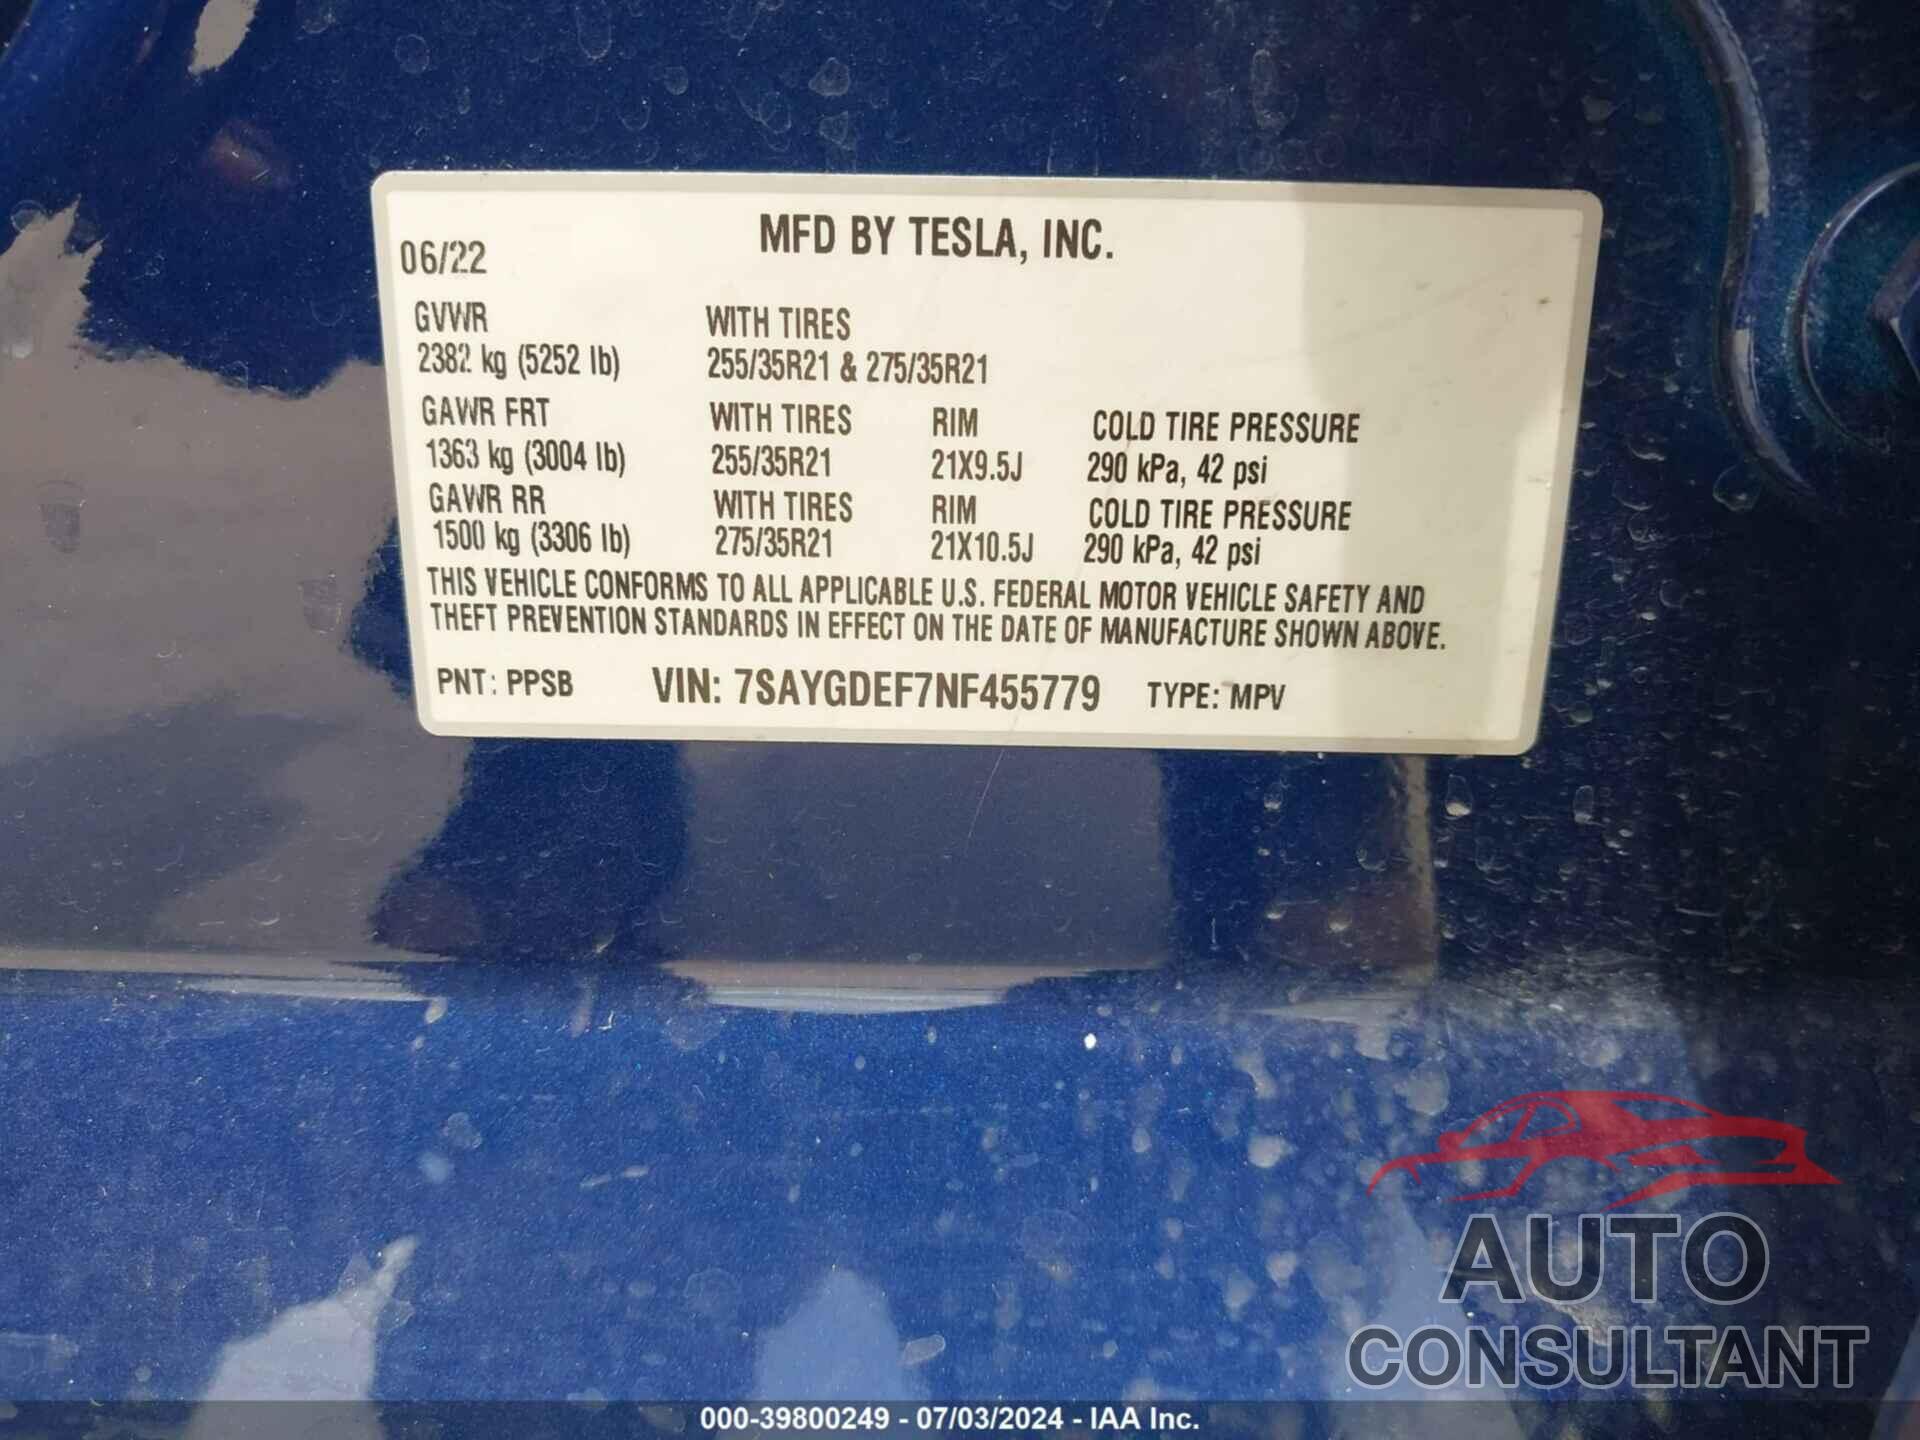 MFD BY TESLA, INC.
06/22
GVWR WITH TIRES
2382 kg (5252 lb) 255/35R21 & 275/35R21
GAWR FRT WITH TIRES RIM COLD TIRE PRESSURE
1363 kg (3004 lb) 255/35R21 21X9.5J 290 kPa, 42 psi
GAWR RR WITH TIRES RIM COLD TIRE PRESSURE
1500 kg (3306 lb) 275/35R21 21X10.5J 290 kPa, 42 psi
THIS VEHICLE CONFORMS TO ALL APPLICABLE U.S. FEDERAL MOTOR VEHICLE SAFETY AND
THEFT PREVENTION STANDARDS IN EFFECT ON THE DATE OF MANUFACTURE SHOWN ABOVE.
PNT: PPSB VIN: 7SAYGDEF7NF455779 TYPE: MPV
AUTO
CONSULTANT
000-39800249 - 07/03/2024 - IAA Inc.